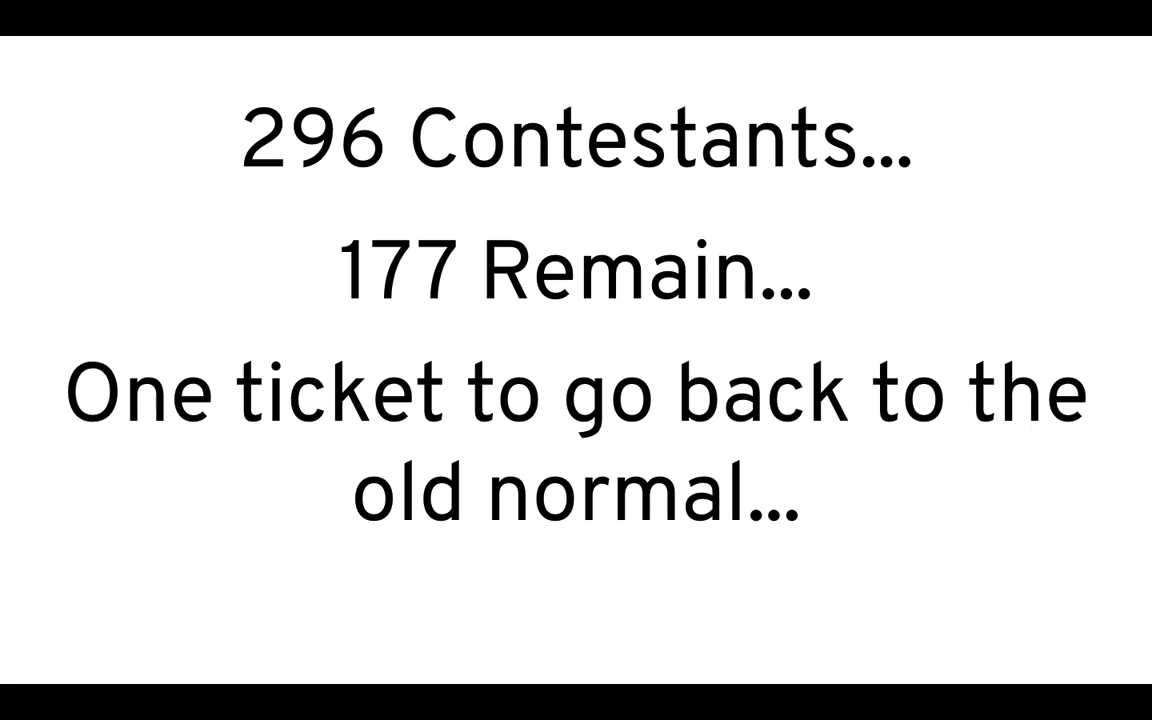 296 Contestants...
177 Remain...
One ticket to go back to the
old normal...